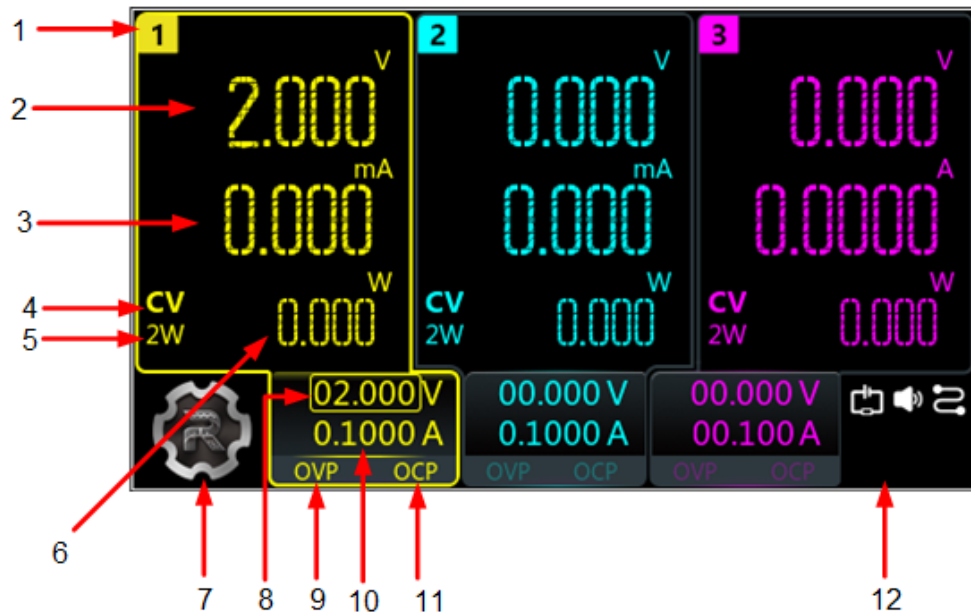 1 1 2 3
V V V
2 2.000 0.000 0.000
mA mA A
3 0.000 0.000 0.0000
W W W
4 CV CV CV
5 2W 0.000 2W 0.000 2W 0.000
8 02.000 V 00.000 V 00.000 V
R 0.1000 A 0.1000 A 00.100 A
OVP OCP OVP OCP OVP OCP
6
7 8 9 10 11 12